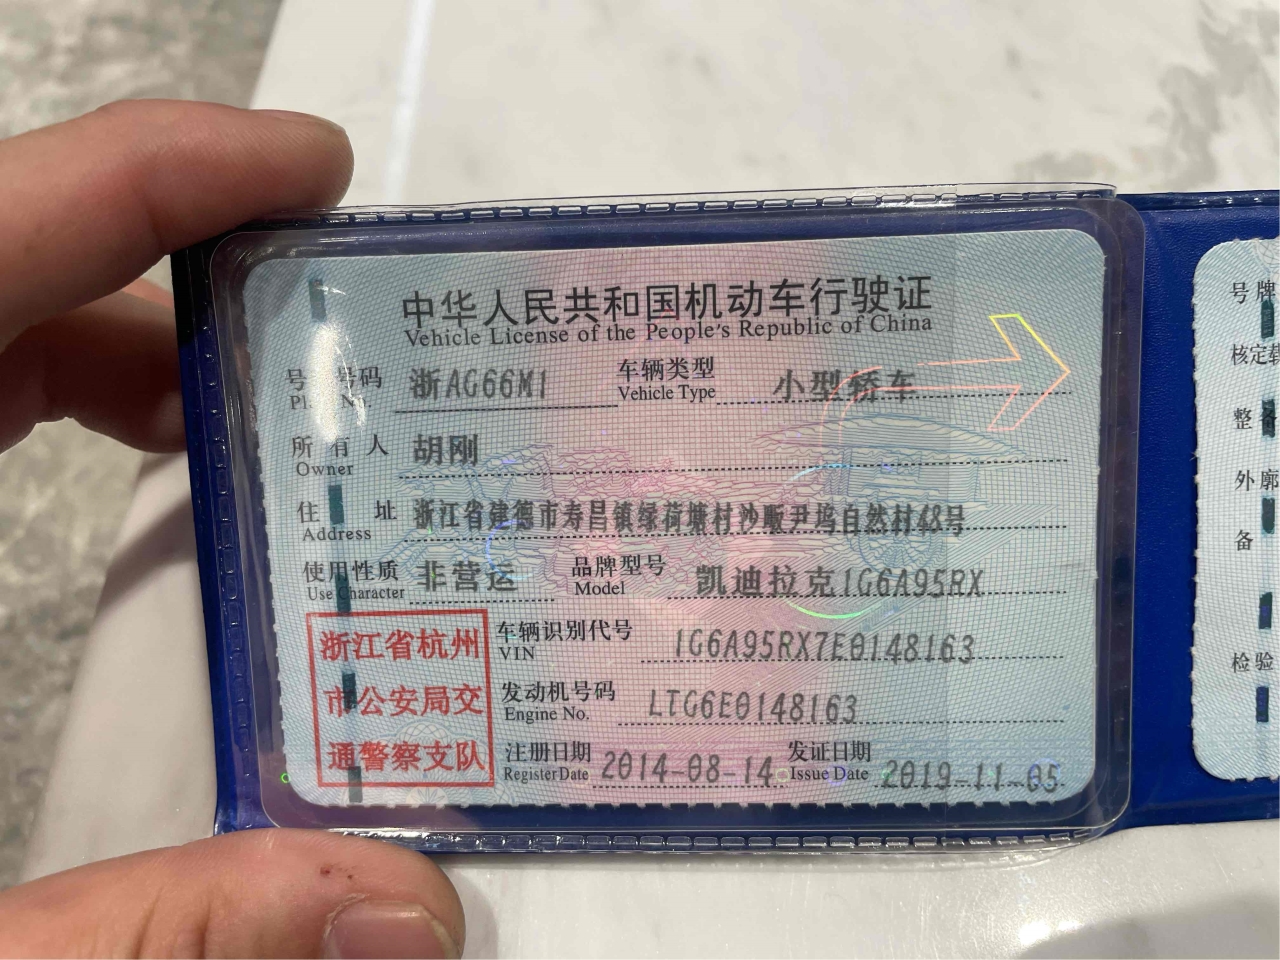 中华人民共和国机动车行驶证
Vehicle License of the People's Republic of China
号 号码 浙AG66M1 车辆类型 小型轿车
Vehicle Type
所有人 胡刚
Owner
住址 浙江省建德市寿昌镇绿荷塘村沙畈尹坞自然村48号
Address
使用性质 非营运 品牌型号 凯迪拉克1G6A95RX
Use Character Model
车辆识别代号 1G6A95RX7E0148163
VIN
发动机号码 LTG6E0148163
Engine No.
注册日期 2014-08-14 发证日期 2019-11-05
Register Date Issue Date
浙江省杭州
市公安局交
通警察支队
号牌
核定载
整备
外廓
备
检验